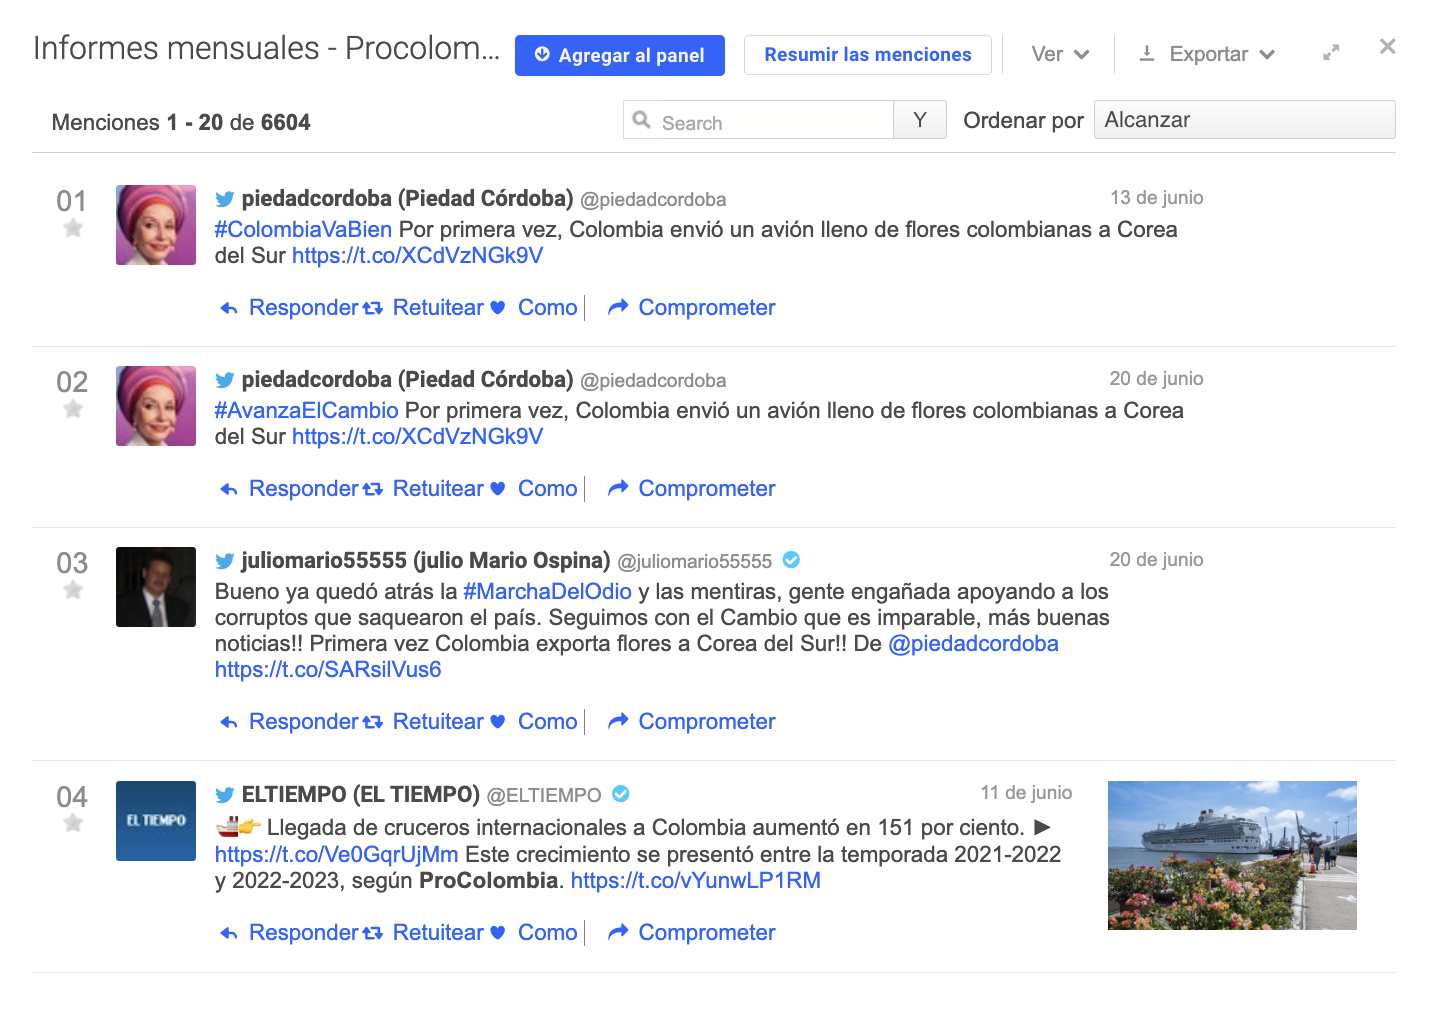 Informes mensuales - Procolom...
Agregar al panel
Resumir las menciones
Ver
Exportar
Menciones 1 - 20 de 6604
Search
Y
Ordenar por
Alcanzar
01
piedadcordoba (Piedad Córdoba) @piedadcordoba
13 de junio
#ColombiaVaBien Por primera vez, Colombia envió un avión lleno de flores colombianas a Corea
del Sur https://t.co/XCdVzNGk9V
Responder Retuitear Como Comprometer
02
piedadcordoba (Piedad Córdoba) @piedadcordoba
20 de junio
#AvanzaElCambio Por primera vez, Colombia envió un avión lleno de flores colombianas a Corea
del Sur https://t.co/XCdVzNGk9V
Responder Retuitear Como Comprometer
03
juliomario55555 (julio Mario Ospina) @juliomario55555
20 de junio
Bueno ya quedó atrás la #MarchaDelOdio y las mentiras, gente engañada apoyando a los
corruptos que saquearon el país. Seguimos con el Cambio que es imparable, más buenas
noticias!! Primera vez Colombia exporta flores a Corea del Sur!! De @piedadcordoba
https://t.co/SARsilVus6
Responder Retuitear Como Comprometer
04
EL TIEMPO
ELTIEMPO (EL TIEMPO) @ELTIEMPO
11 de junio
🚢👉 Llegada de cruceros internacionales a Colombia aumentó en 151 por ciento. ►
https://t.co/Ve0GqrUjMm Este crecimiento se presentó entre la temporada 2021-2022
y 2022-2023, según ProColombia. https://t.co/vYunwLP1RM
Responder Retuitear Como Comprometer